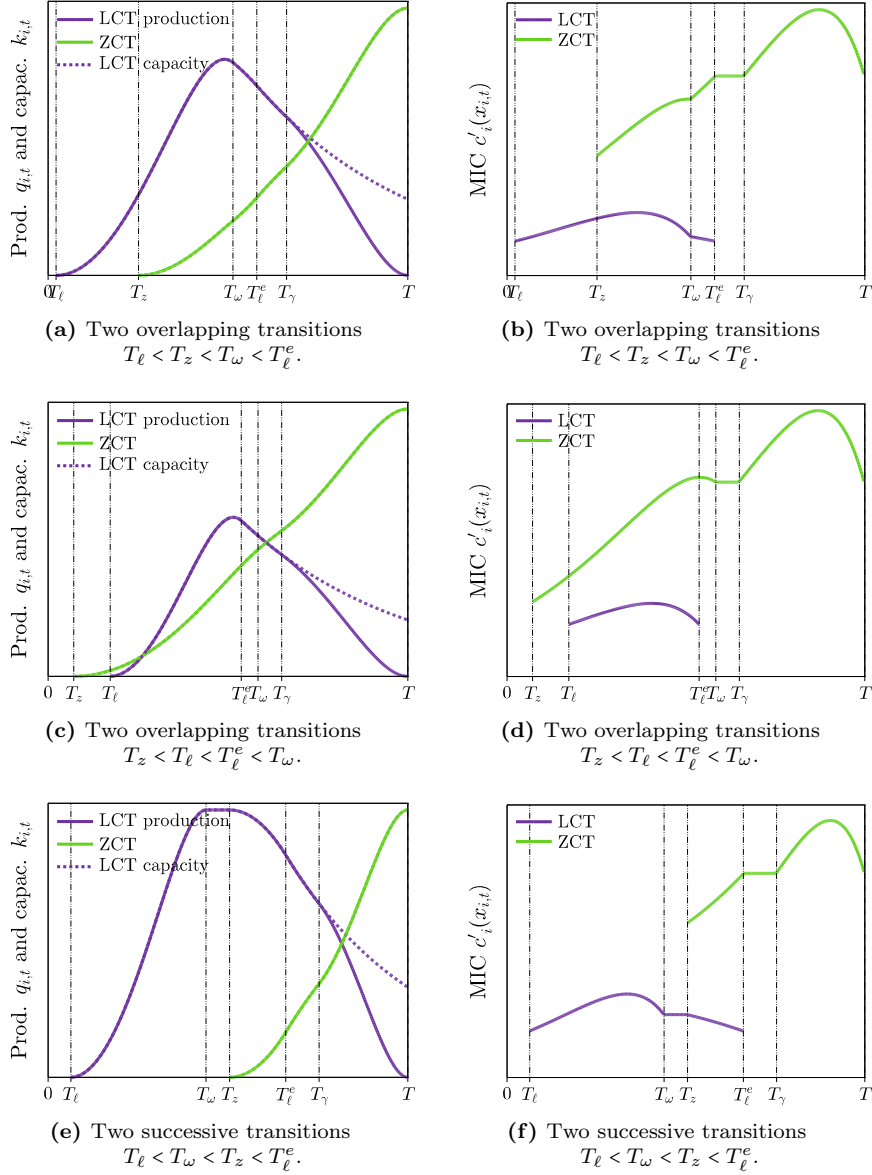 LCT production
ZCT
LCT capacity
Prod. q_{i,t} and capac. k_{i,t}
0 T_ℓ T_z T_ω T_ℓ^e T_γ T
(a) Two overlapping transitions
T_ℓ < T_z < T_ω < T_ℓ^e.
LCT
ZCT
MIC c'_i(x_{i,t})
0 T_ℓ T_z T_ω T_ℓ^e T_γ T
(b) Two overlapping transitions
T_ℓ < T_z < T_ω < T_ℓ^e.
LCT production
ZCT
LCT capacity
Prod. q_{i,t} and capac. k_{i,t}
0 T_z T_ℓ T_ℓ^e T_ω T_γ T
(c) Two overlapping transitions
T_z < T_ℓ < T_ℓ^e < T_ω.
LCT
ZCT
MIC c'_i(x_{i,t})
0 T_z T_ℓ T_ℓ^e T_ω T_γ T
(d) Two overlapping transitions
T_z < T_ℓ < T_ℓ^e < T_ω.
LCT production
ZCT
LCT capacity
Prod. q_{i,t} and capac. k_{i,t}
0 T_ℓ T_ω T_z T_ℓ^e T_γ T
(e) Two successive transitions
T_ℓ < T_ω < T_z < T_ℓ^e.
LCT
ZCT
MIC c'_i(x_{i,t})
0 T_ℓ T_ω T_z T_ℓ^e T_γ T
(f) Two successive transitions
T_ℓ < T_ω < T_z < T_ℓ^e.